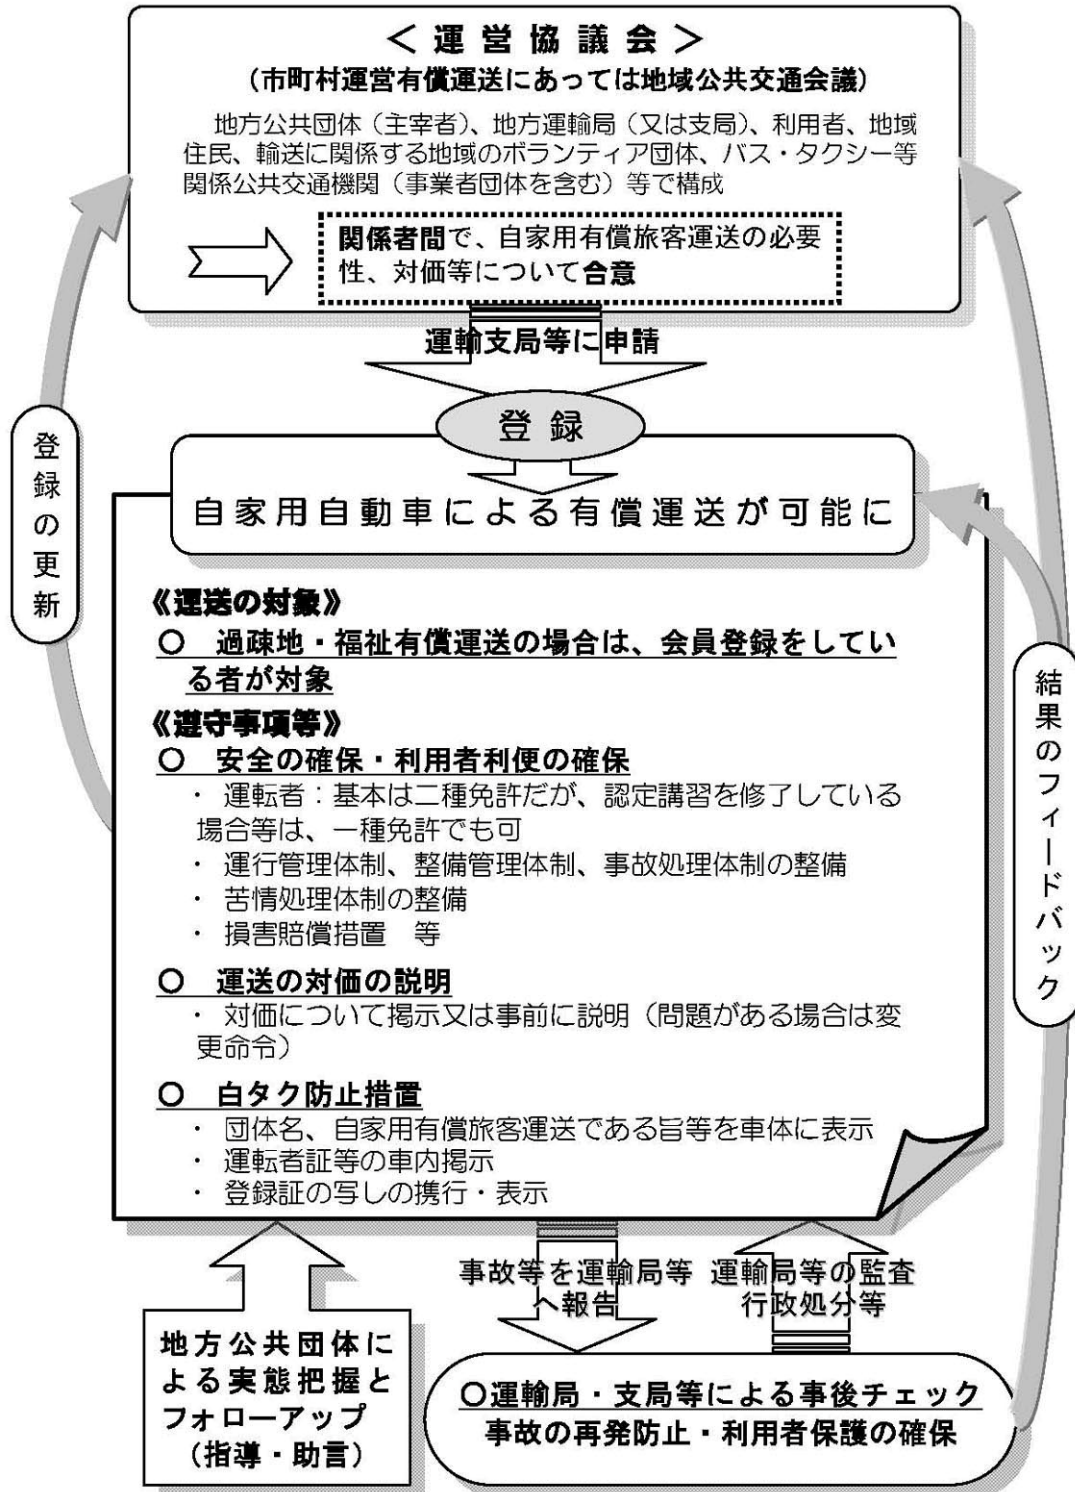 ＜運営協議会＞
（市町村運営有償運送にあっては地域公共交通会議）
地方公共団体（主宰者）、地方運輸局（又は支局）、利用者、地域
住民、輸送に関係する地域のボランティア団体、バス・タクシー等
関係公共交通機関（事業者団体を含む）等で構成
関係者間で、自家用有償旅客運送の必要
性、対価等について合意
運輸支局等に申請
登録
自家用自動車による有償運送が可能に
登録の更新
結果のフィードバック
《運送の対象》
○　過疎地・福祉有償運送の場合は、会員登録をしてい
る者が対象
《遵守事項等》
○　安全の確保・利用者利便の確保
・ 運転者：基本は二種免許だが、認定講習を修了している
場合等は、一種免許でも可
・ 運行管理体制、整備管理体制、事故処理体制の整備
・ 苦情処理体制の整備
・ 損害賠償措置　等
○　運送の対価の説明
・ 対価について掲示又は事前に説明（問題がある場合は変
更命令）
○　白タク防止措置
・ 団体名、自家用有償旅客運送である旨等を車体に表示
・ 運転者証等の車内掲示
・ 登録証の写しの携行・表示
事故等を運輸局等
へ報告
運輸局等の監査
行政処分等
地方公共団体に
よる実態把握と
フォローアップ
（指導・助言）
○運輸局・支局等による事後チェック
事故の再発防止・利用者保護の確保